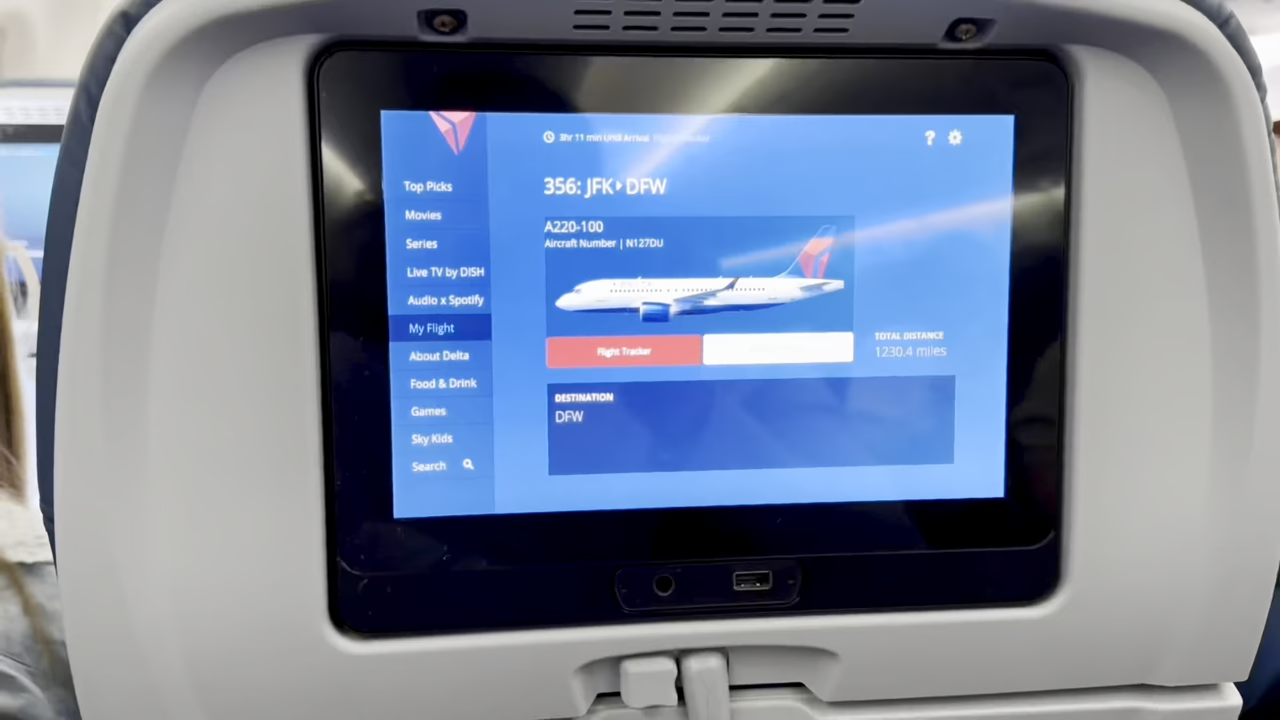 3hr 11 min Until Arrival
? 
356: JFK▸DFW
A220-100
Aircraft Number | N127DU
Top Picks
Movies
Series
Live TV by DISH
Audio x Spotify
My Flight
About Delta
Food & Drink
Games
Sky Kids
Search
Flight Tracker
TOTAL DISTANCE
1230.4 miles
DESTINATION
DFW